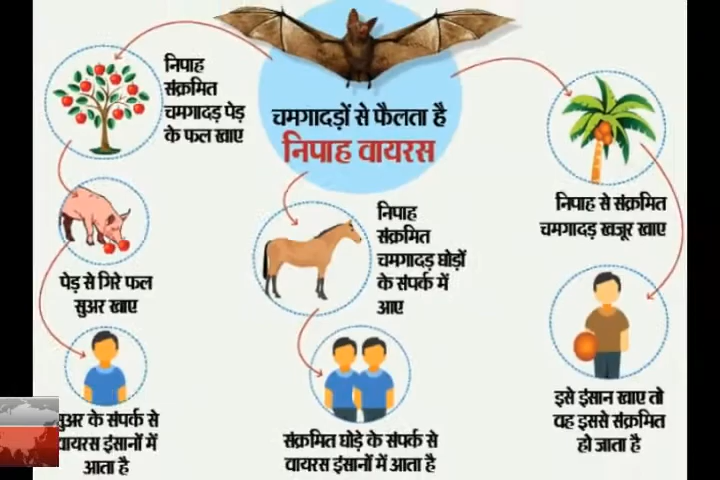 चमगादड़ों से फैलता है
निपाह वायरस
निपाह
संक्रमित
चमगादड़ पेड़
के फल खाए
पेड़ से गिरे फल
सुअर खाए
सुअर के संपर्क से
वायरस इंसानों में
आता है
निपाह
संक्रमित
चमगादड़ घोड़ों
के संपर्क में
आए
संक्रमित घोड़े के संपर्क से
वायरस इंसानों में आता है
निपाह से संक्रमित
चमगादड़ खजूर खाए
इसे इंसान खाए तो
वह इससे संक्रमित
हो जाता है